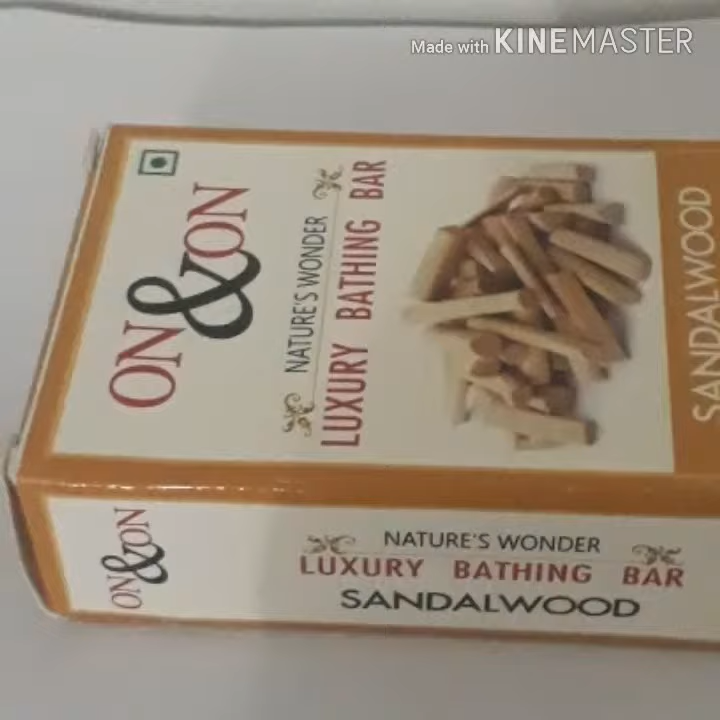 Made with KINEMASTER
ON
&
ON
NATURE'S WONDER
LUXURY BATHING BAR
SANDALWOOD
ON&ON
NATURE'S WONDER
LUXURY BATHING BAR
SANDALWOOD